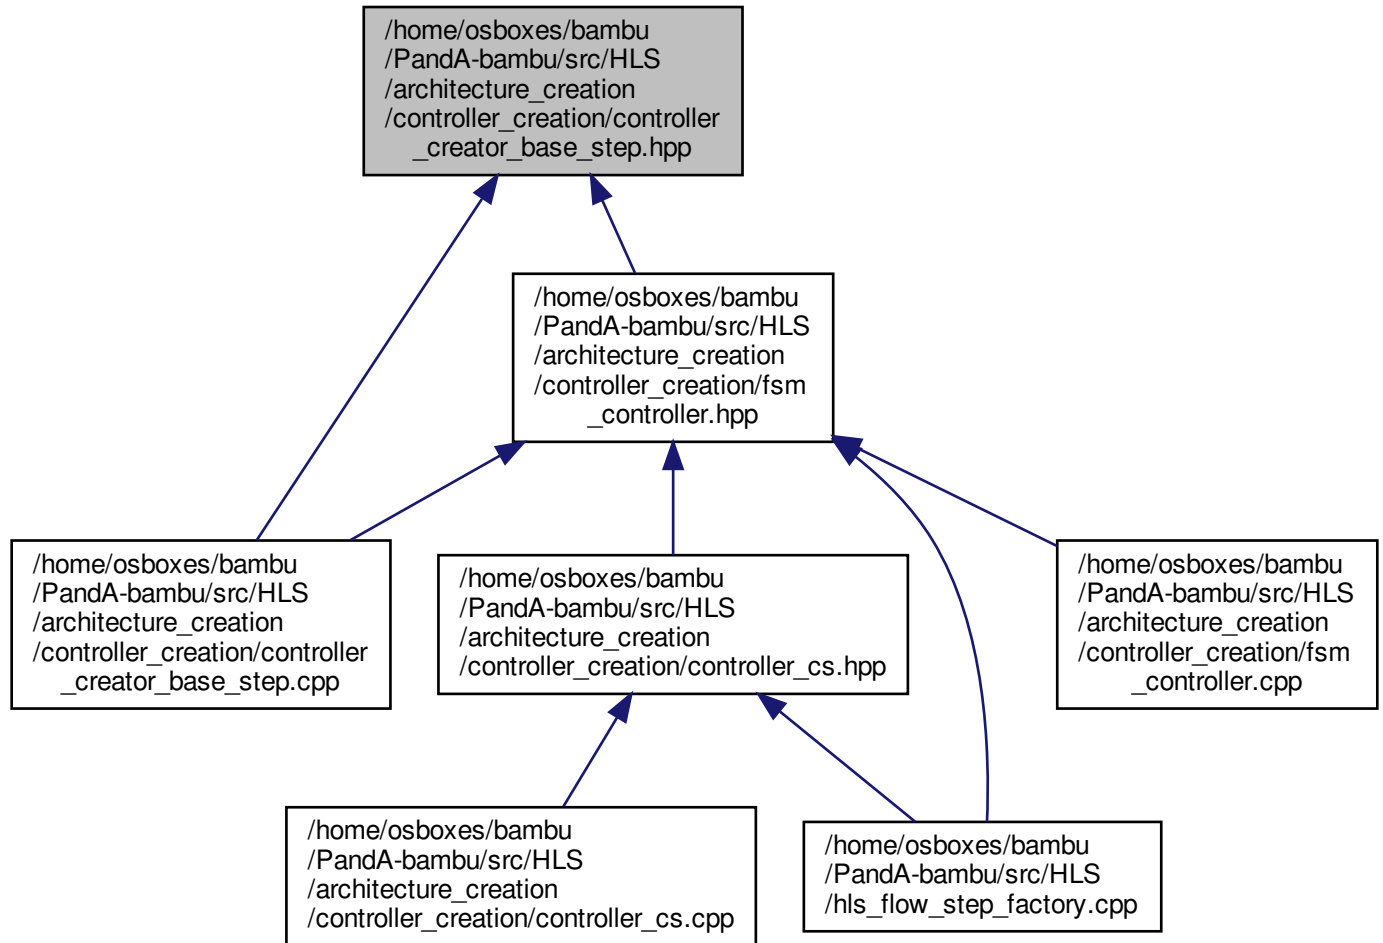 /home/osboxes/bambu
/PandA-bambu/src/HLS
/architecture_creation
/controller_creation/controller
_creator_base_step.hpp
/home/osboxes/bambu
/PandA-bambu/src/HLS
/architecture_creation
/controller_creation/fsm
_controller.hpp
/home/osboxes/bambu
/PandA-bambu/src/HLS
/architecture_creation
/controller_creation/controller
_creator_base_step.cpp
/home/osboxes/bambu
/PandA-bambu/src/HLS
/architecture_creation
/controller_creation/controller_cs.hpp
/home/osboxes/bambu
/PandA-bambu/src/HLS
/architecture_creation
/controller_creation/fsm
_controller.cpp
/home/osboxes/bambu
/PandA-bambu/src/HLS
/architecture_creation
/controller_creation/controller_cs.cpp
/home/osboxes/bambu
/PandA-bambu/src/HLS
/hls_flow_step_factory.cpp